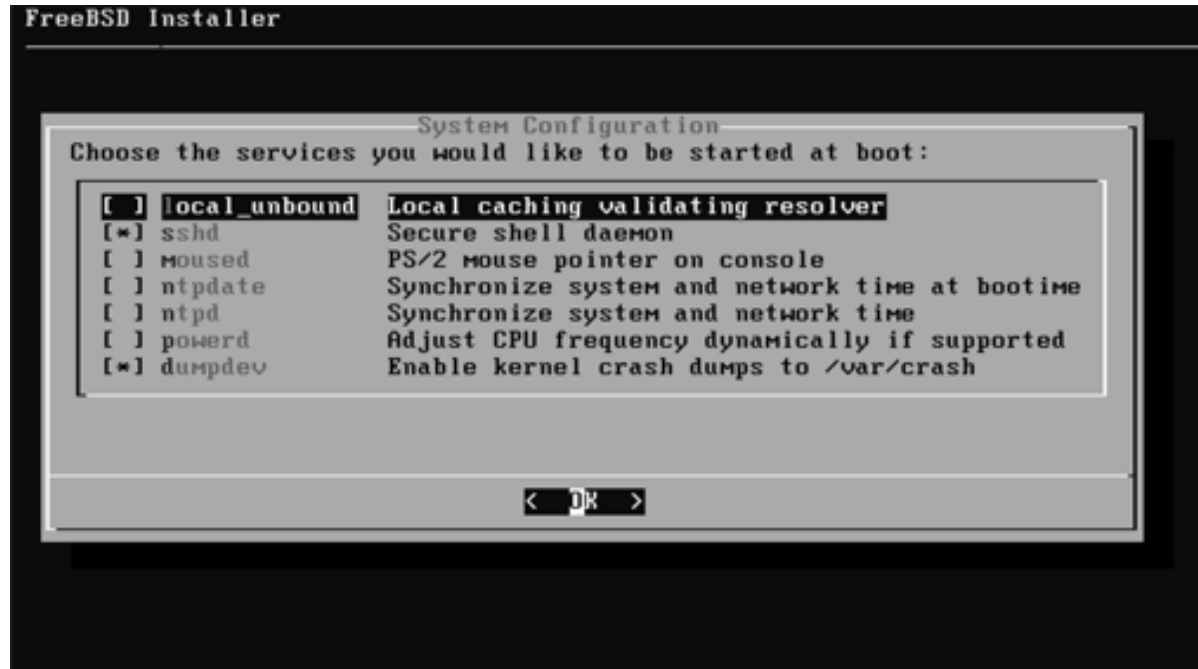 FreeBSD Installer
System Configuration
Choose the services you would like to be started at boot:
[ ] local_unbound Local caching validating resolver
[*] sshd Secure shell daemon
[ ] moused PS/2 mouse pointer on console
[ ] ntpdate Synchronize system and network time at bootime
[ ] ntpd Synchronize system and network time
[ ] powerd Adjust CPU frequency dynamically if supported
[*] dumpdev Enable kernel crash dumps to /var/crash
< OK >